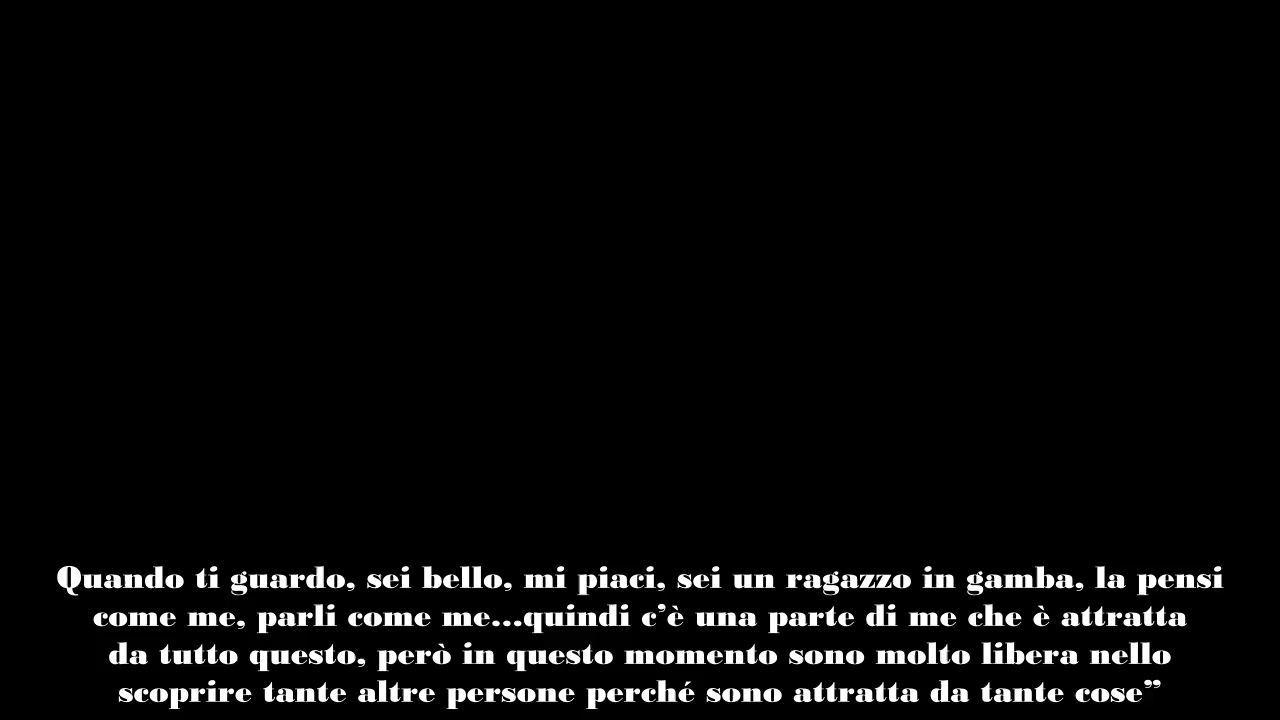 Quando ti guardo, sei bello, mi piaci, sei un ragazzo in gamba, la pensi
come me, parli come me...quindi c’è una parte di me che è attratta
da tutto questo, però in questo momento sono molto libera nello
scoprire tante altre persone perché sono attratta da tante cose”